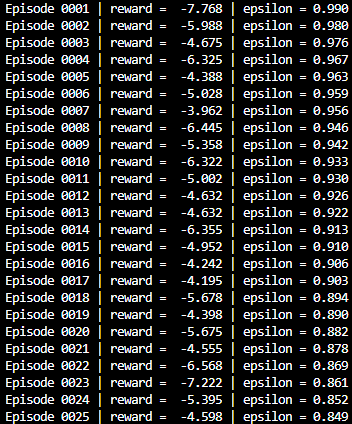 Episode 0001 | reward =  -7.768 | epsilon = 0.990
Episode 0002 | reward =  -5.988 | epsilon = 0.980
Episode 0003 | reward =  -4.675 | epsilon = 0.976
Episode 0004 | reward =  -6.325 | epsilon = 0.967
Episode 0005 | reward =  -4.388 | epsilon = 0.963
Episode 0006 | reward =  -5.028 | epsilon = 0.959
Episode 0007 | reward =  -3.962 | epsilon = 0.956
Episode 0008 | reward =  -6.445 | epsilon = 0.946
Episode 0009 | reward =  -5.358 | epsilon = 0.942
Episode 0010 | reward =  -6.322 | epsilon = 0.933
Episode 0011 | reward =  -5.002 | epsilon = 0.930
Episode 0012 | reward =  -4.632 | epsilon = 0.926
Episode 0013 | reward =  -4.632 | epsilon = 0.922
Episode 0014 | reward =  -6.355 | epsilon = 0.913
Episode 0015 | reward =  -4.952 | epsilon = 0.910
Episode 0016 | reward =  -4.242 | epsilon = 0.906
Episode 0017 | reward =  -4.195 | epsilon = 0.903
Episode 0018 | reward =  -5.678 | epsilon = 0.894
Episode 0019 | reward =  -4.398 | epsilon = 0.890
Episode 0020 | reward =  -5.675 | epsilon = 0.882
Episode 0021 | reward =  -4.555 | epsilon = 0.878
Episode 0022 | reward =  -6.568 | epsilon = 0.869
Episode 0023 | reward =  -7.222 | epsilon = 0.861
Episode 0024 | reward =  -5.395 | epsilon = 0.852
Episode 0025 | reward =  -4.598 | epsilon = 0.849